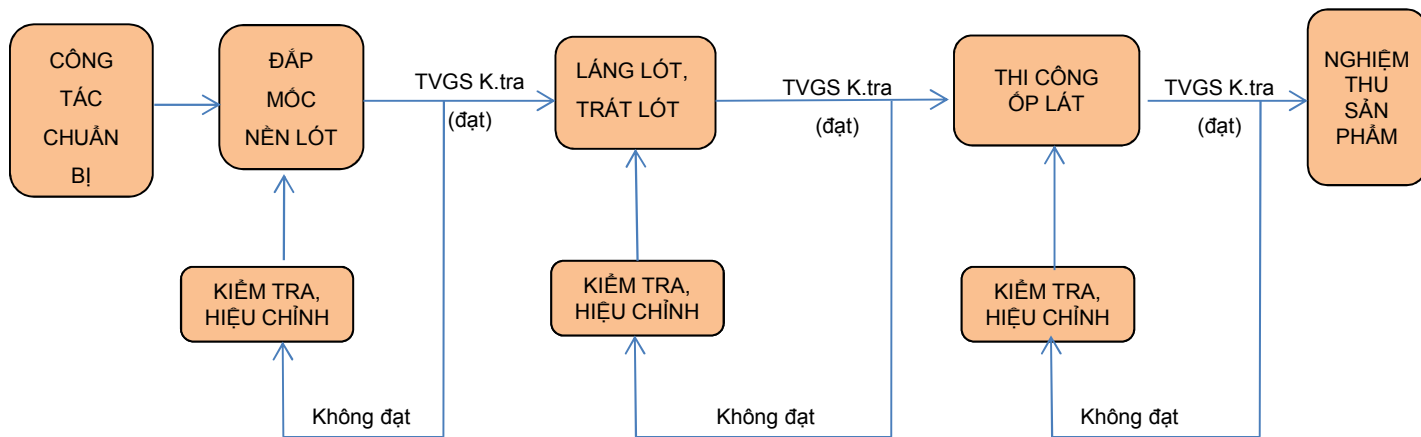 CÔNG
TÁC
CHUẨN
BỊ
ĐẮP
MỐC
NỀN LÓT
TVGS K.tra
(đạt)
LÁNG LÓT,
TRÁT LÓT
TVGS K.tra
(đạt)
THI CÔNG
ỐP LÁT
TVGS K.tra
(đạt)
NGHIỆM
THU
SẢN
PHẨM
KIỂM TRA,
HIỆU CHỈNH
KIỂM TRA,
HIỆU CHỈNH
KIỂM TRA,
HIỆU CHỈNH
Không đạt
Không đạt
Không đạt